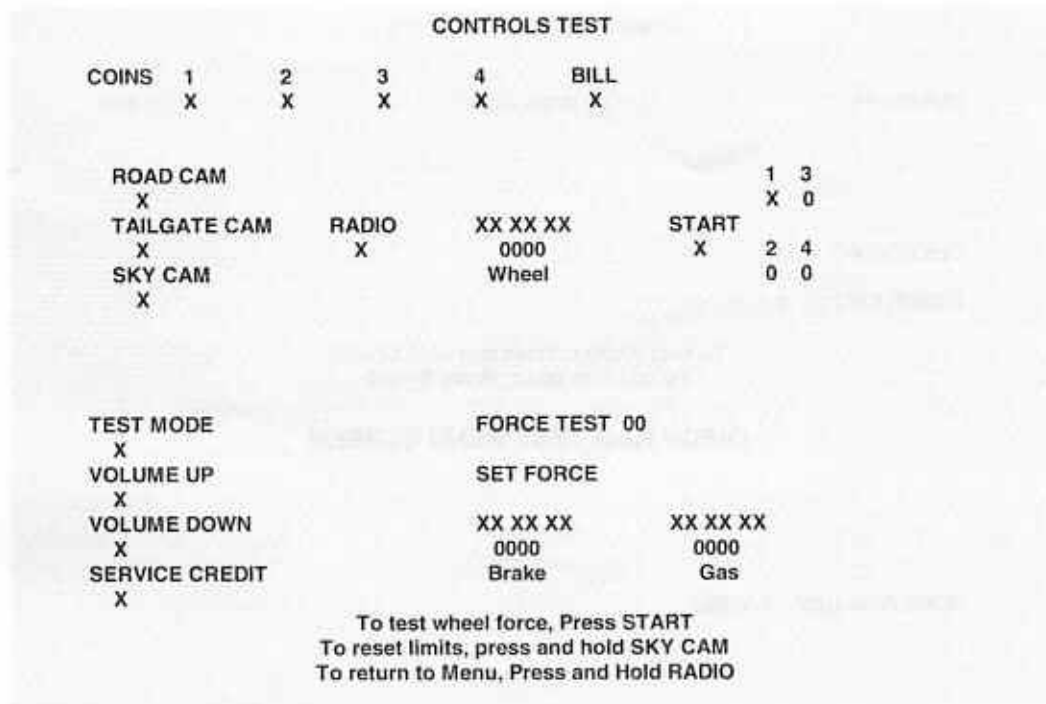 CONTROLS TEST
COINS 1 2 3 4 BILL
X X X X X
ROAD CAM 1 3
X X 0
TAILGATE CAM RADIO XX XX XX START
X X 0000 X 2 4
SKY CAM Wheel 0 0
X
TEST MODE FORCE TEST 00
X
VOLUME UP SET FORCE
X
VOLUME DOWN XX XX XX XX XX XX
X 0000 0000
SERVICE CREDIT Brake Gas
X
To test wheel force, Press START
To reset limits, press and hold SKY CAM
To return to Menu, Press and Hold RADIO